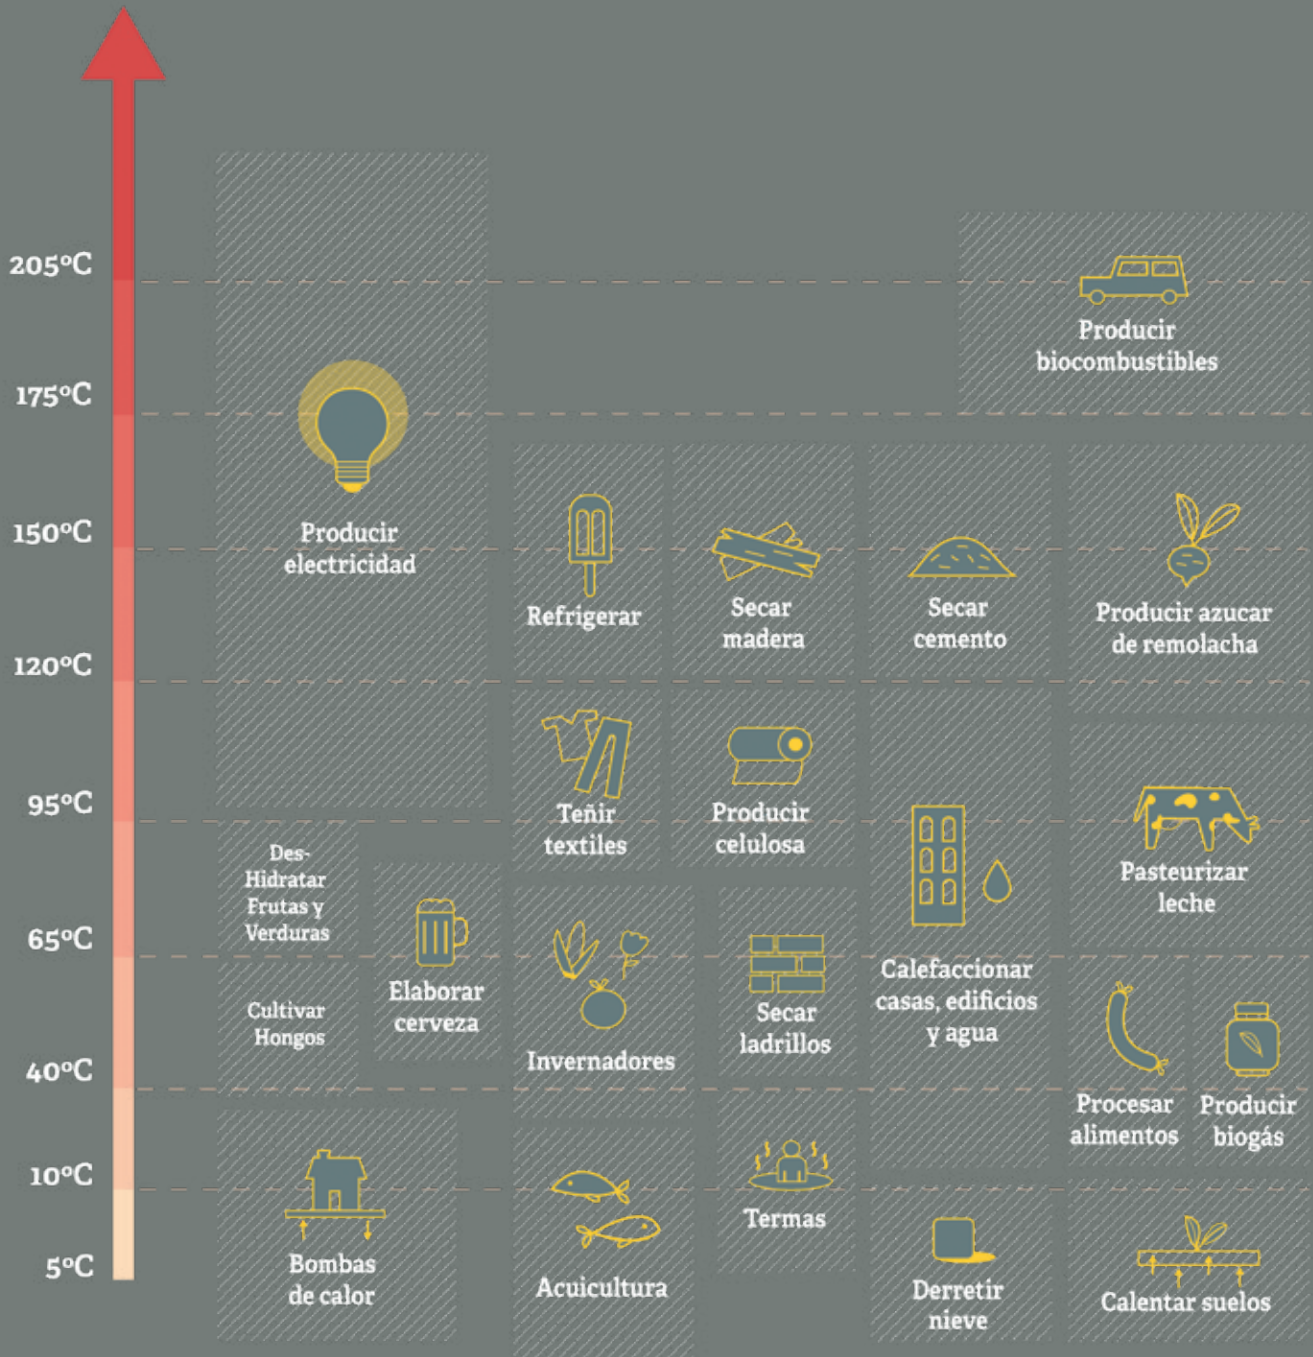 205°C
175°C
150°C
120°C
95°C
65°C
40°C
10°C
5°C
Producir
biocombustibles
Producir
electricidad
Refrigerar
Secar
madera
Secar
cemento
Producir azucar
de remolacha
Teñir
textiles
Producir
celulosa
Calefaccionar
casas, edificios
y agua
Pasteurizar
leche
Des-
Hidratar
Frutas y
Verduras
Elaborar
cerveza
Cultivar
Hongos
Invernadores
Secar
ladrillos
Procesar
alimentos
Producir
biogás
Bombas
de calor
Acuicultura
Termas
Derretir
nieve
Calentar suelos